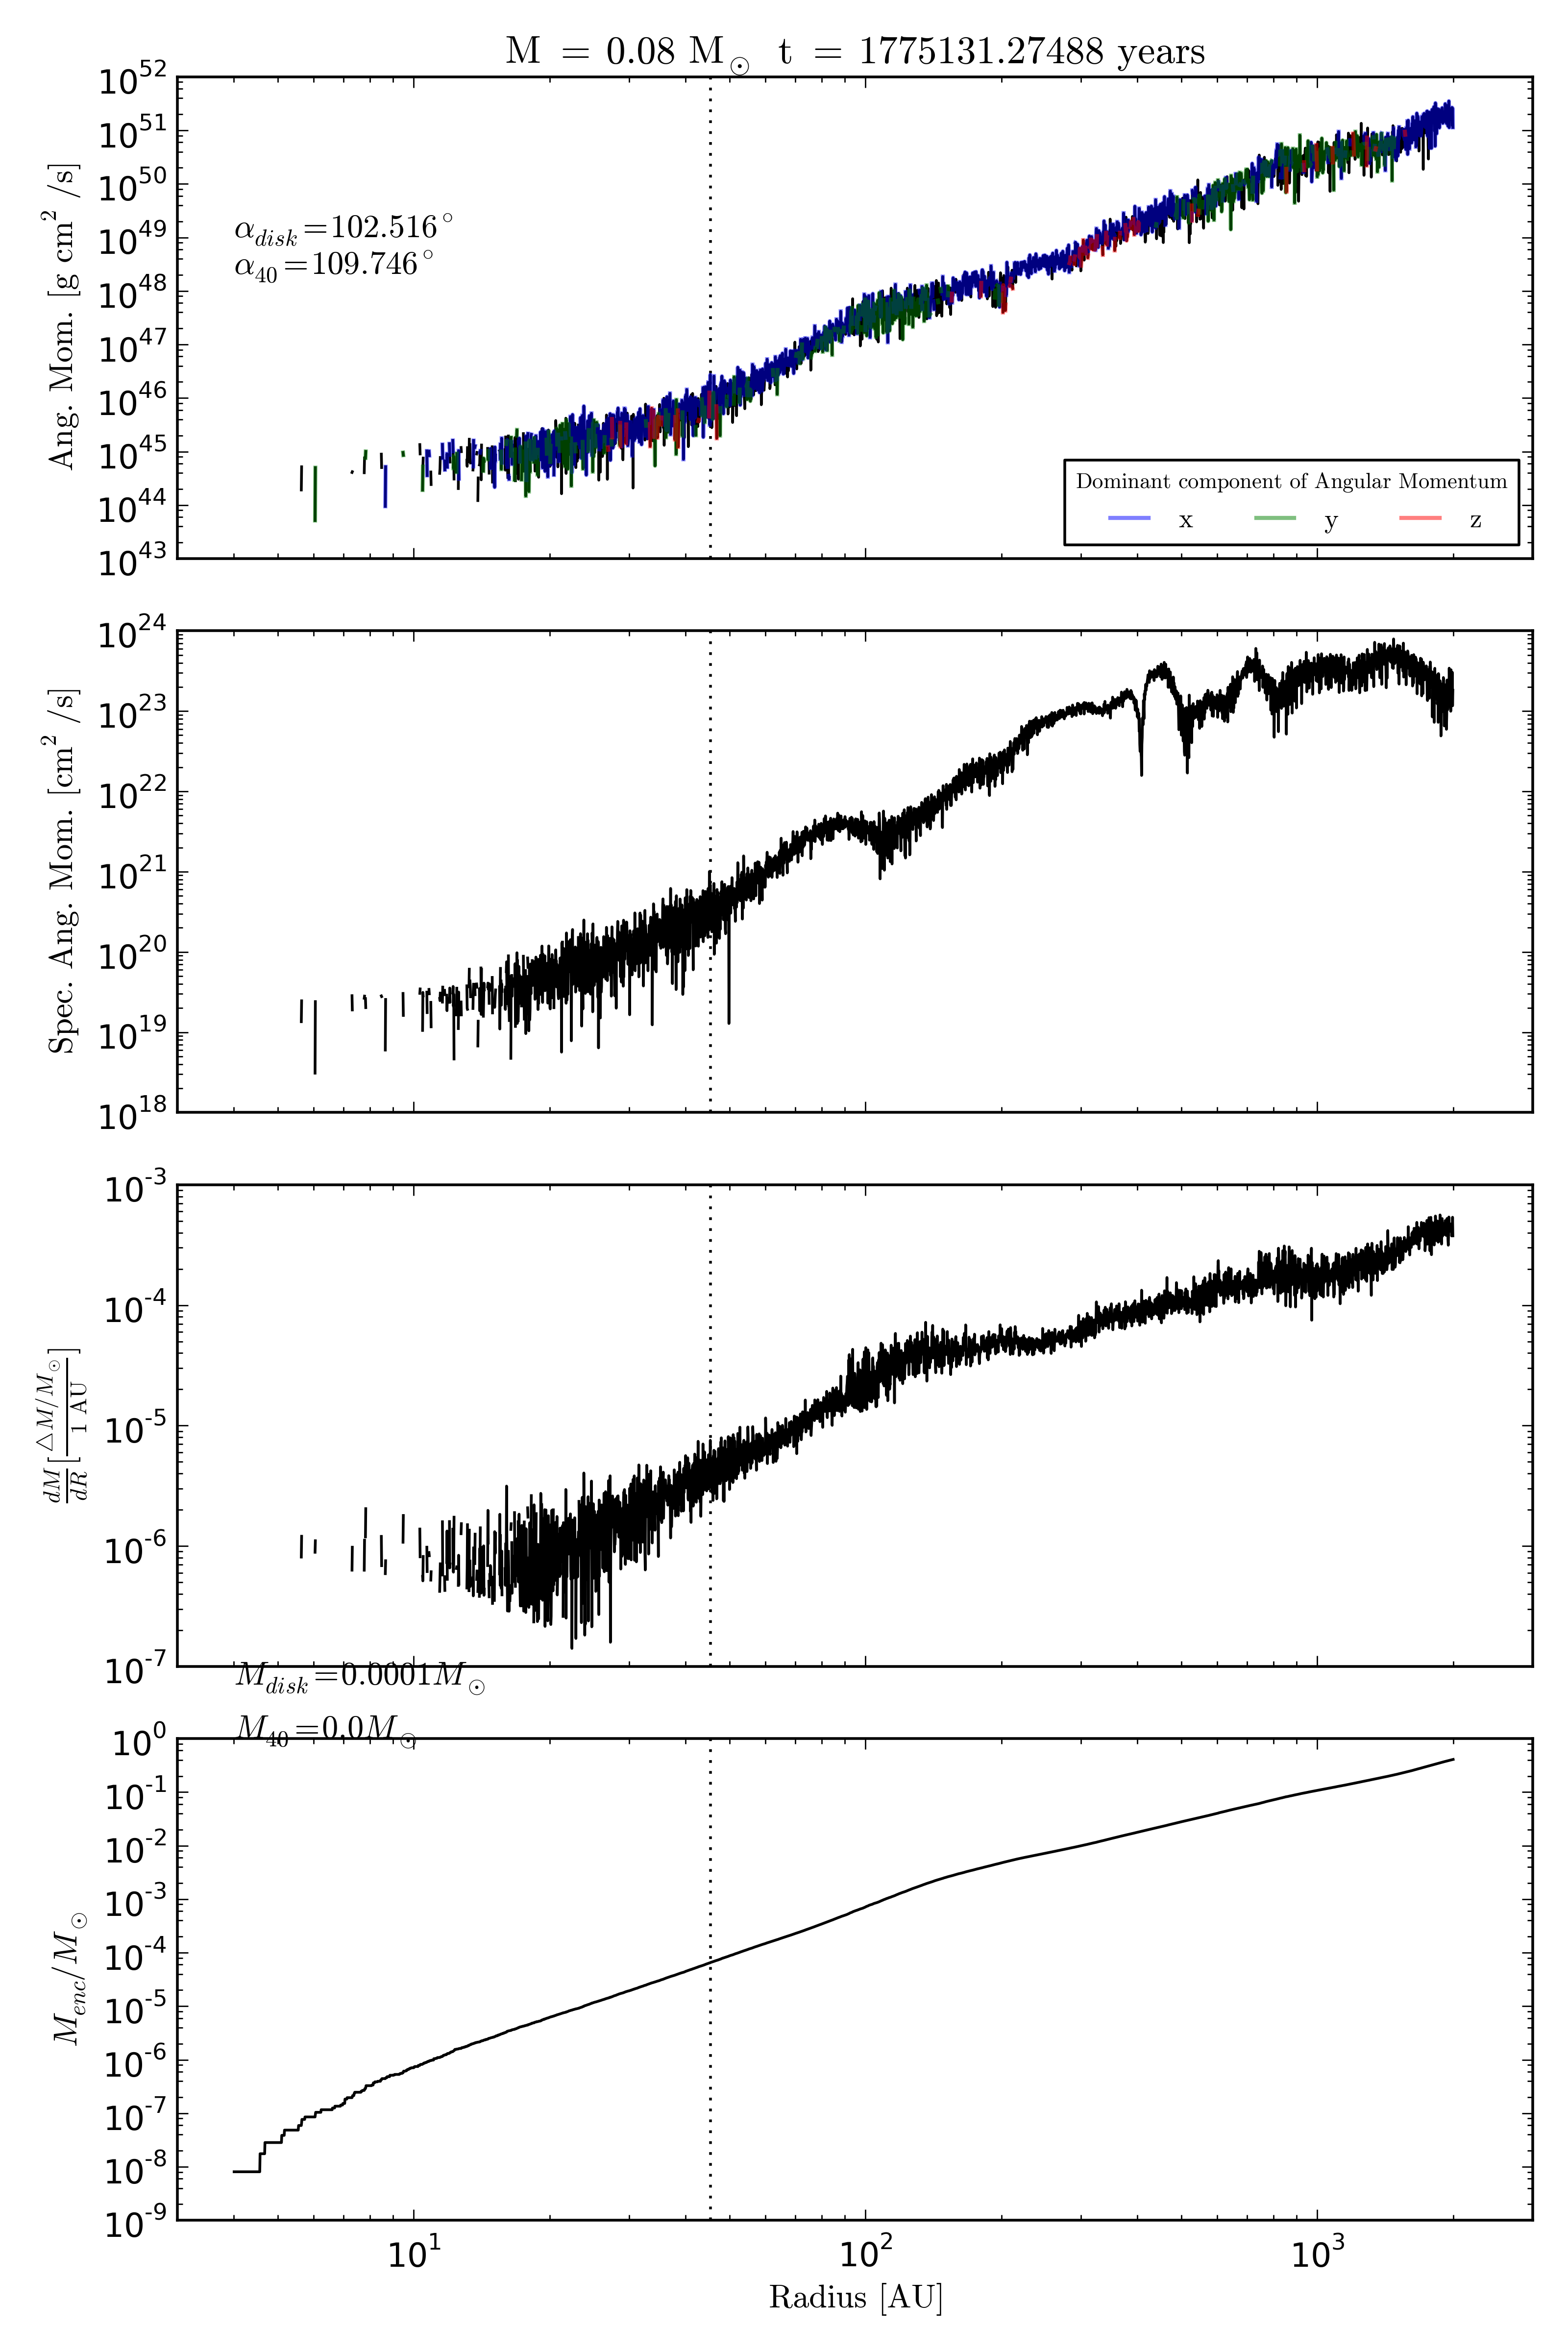 M = 0.08 M⊙ t = 1775131.27488 years
10^52
10^51
10^50
10^49
10^48
10^47
10^46
10^45
10^44
10^43
Ang. Mom. [g cm^2 /s]
α_disk=102.516°
α_40=109.746°
Dominant component of Angular Momentum
x y z
10^24
10^23
10^22
10^21
10^20
10^19
10^18
Spec. Ang. Mom. [cm^2 /s]
10^-3
10^-4
10^-5
10^-6
10^-7
dM/dR [△M/M⊙ / 1 AU]
M_disk=0.0001M⊙
M_40=0.0M⊙
10^0
10^-1
10^-2
10^-3
10^-4
10^-5
10^-6
10^-7
10^-8
10^-9
M_enc/M⊙
10^1 10^2 10^3
Radius [AU]